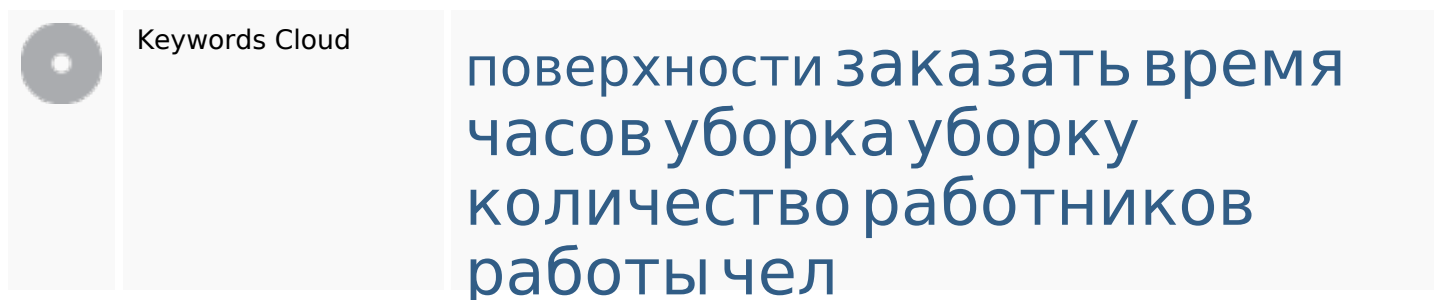 Keywords Cloud
поверхности заказать время
часов уборка уборку
количество работников
работы чел